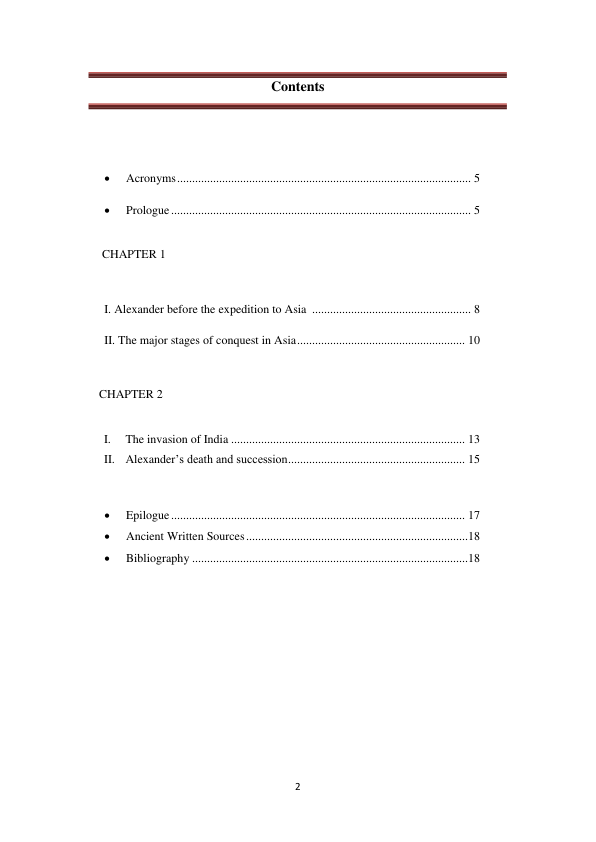 Contents
• Acronyms.................................................................................................. 5
• Prologue .................................................................................................... 5
CHAPTER 1
I. Alexander before the expedition to Asia ..................................................... 8
II. The major stages of conquest in Asia........................................................ 10
CHAPTER 2
I. The invasion of India .............................................................................. 13
II. Alexander’s death and succession........................................................... 15
• Epilogue .................................................................................................. 17
• Ancient Written Sources ..........................................................................18
• Bibliography ............................................................................................18
2